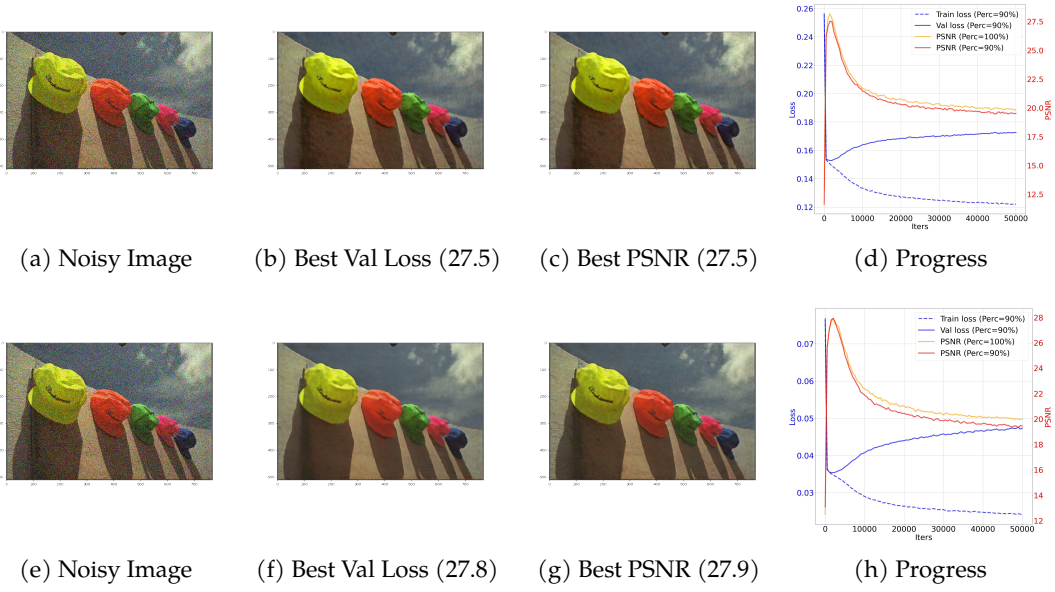 0.26
0.24
0.22
0.20
0.18
0.16
0.14
0.12
Loss
Train loss (Perc=90%)
Val loss (Perc=90%)
PSNR (Perc=100%)
PSNR (Perc=90%)
27.5
25.0
22.5
20.0
17.5
15.0
12.5
PSNR
0 10000 20000 30000 40000 50000
Iters
(a) Noisy Image (b) Best Val Loss (27.5) (c) Best PSNR (27.5) (d) Progress
0.07
0.06
0.05
0.04
0.03
Loss
Train loss (Perc=90%)
Val loss (Perc=90%)
PSNR (Perc=100%)
PSNR (Perc=90%)
28
26
24
22
20
18
16
14
12
PSNR
0 10000 20000 30000 40000 50000
Iters
(e) Noisy Image (f) Best Val Loss (27.8) (g) Best PSNR (27.9) (h) Progress